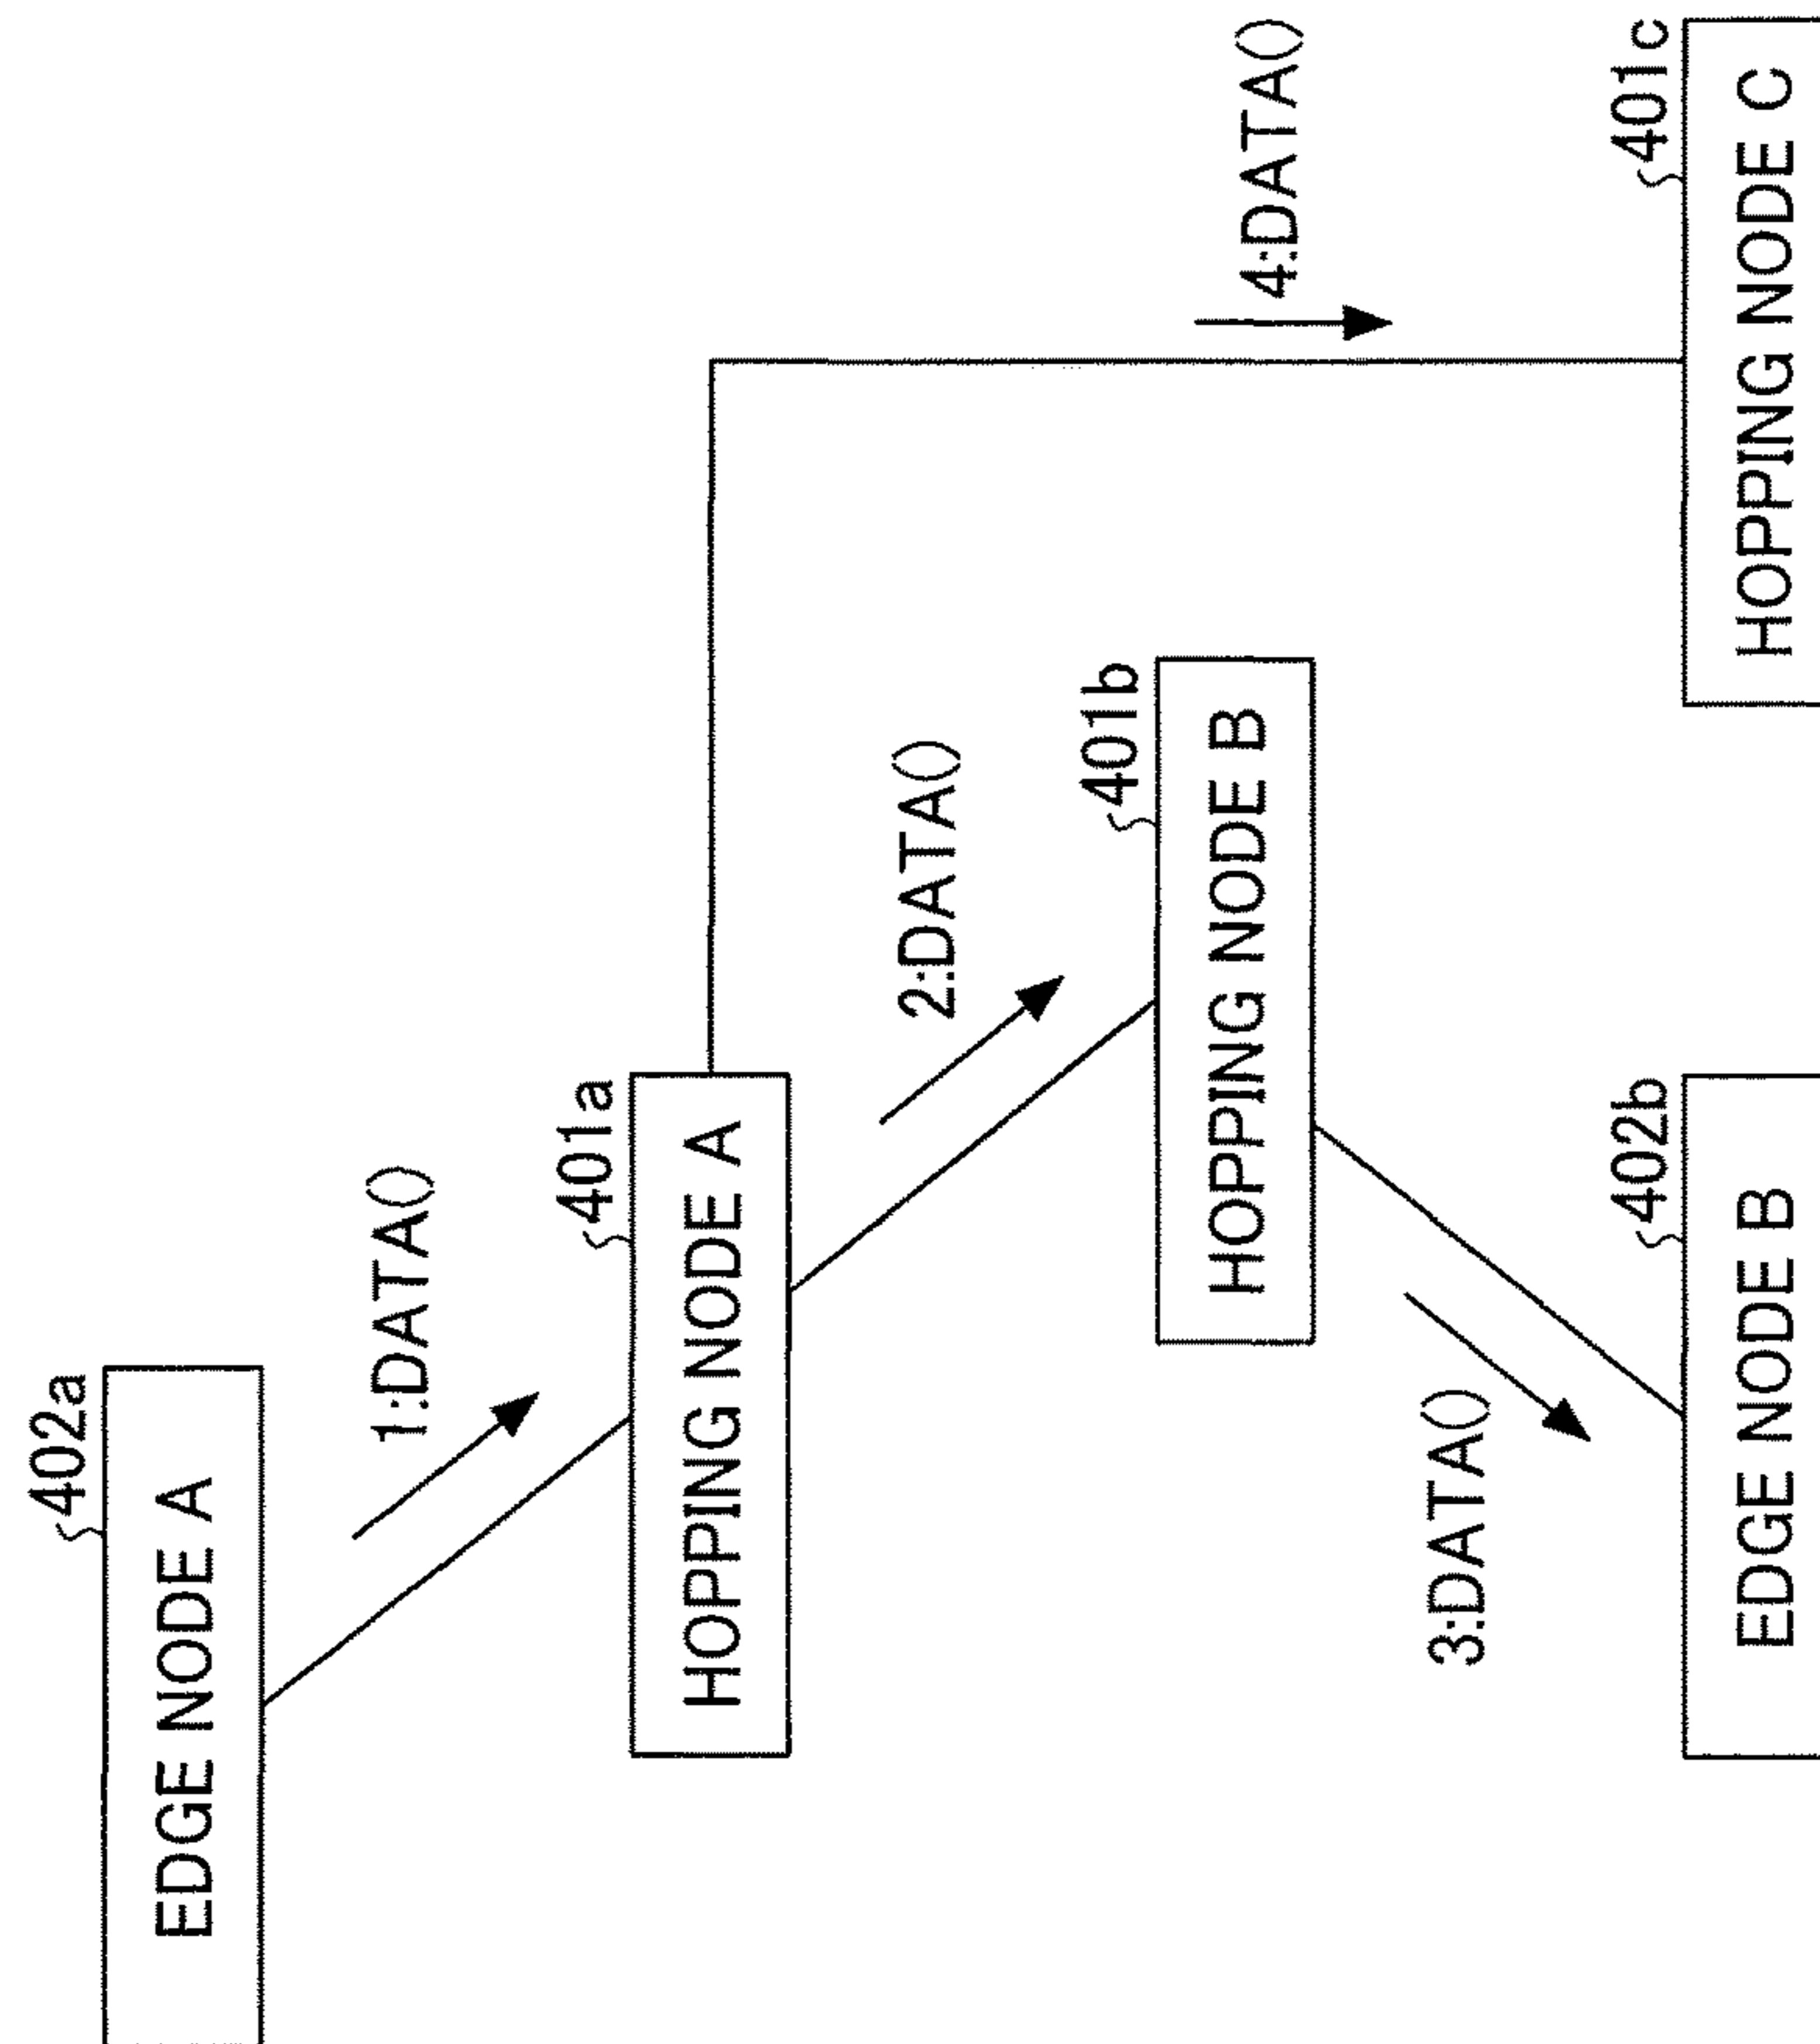 402a
EDGE NODE A
1:DATA()
401a
HOPPING NODE A
2:DATA()
401b
HOPPING NODE B
3:DATA()
4:DATA()
402b
EDGE NODE B
401c
HOPPING NODE C